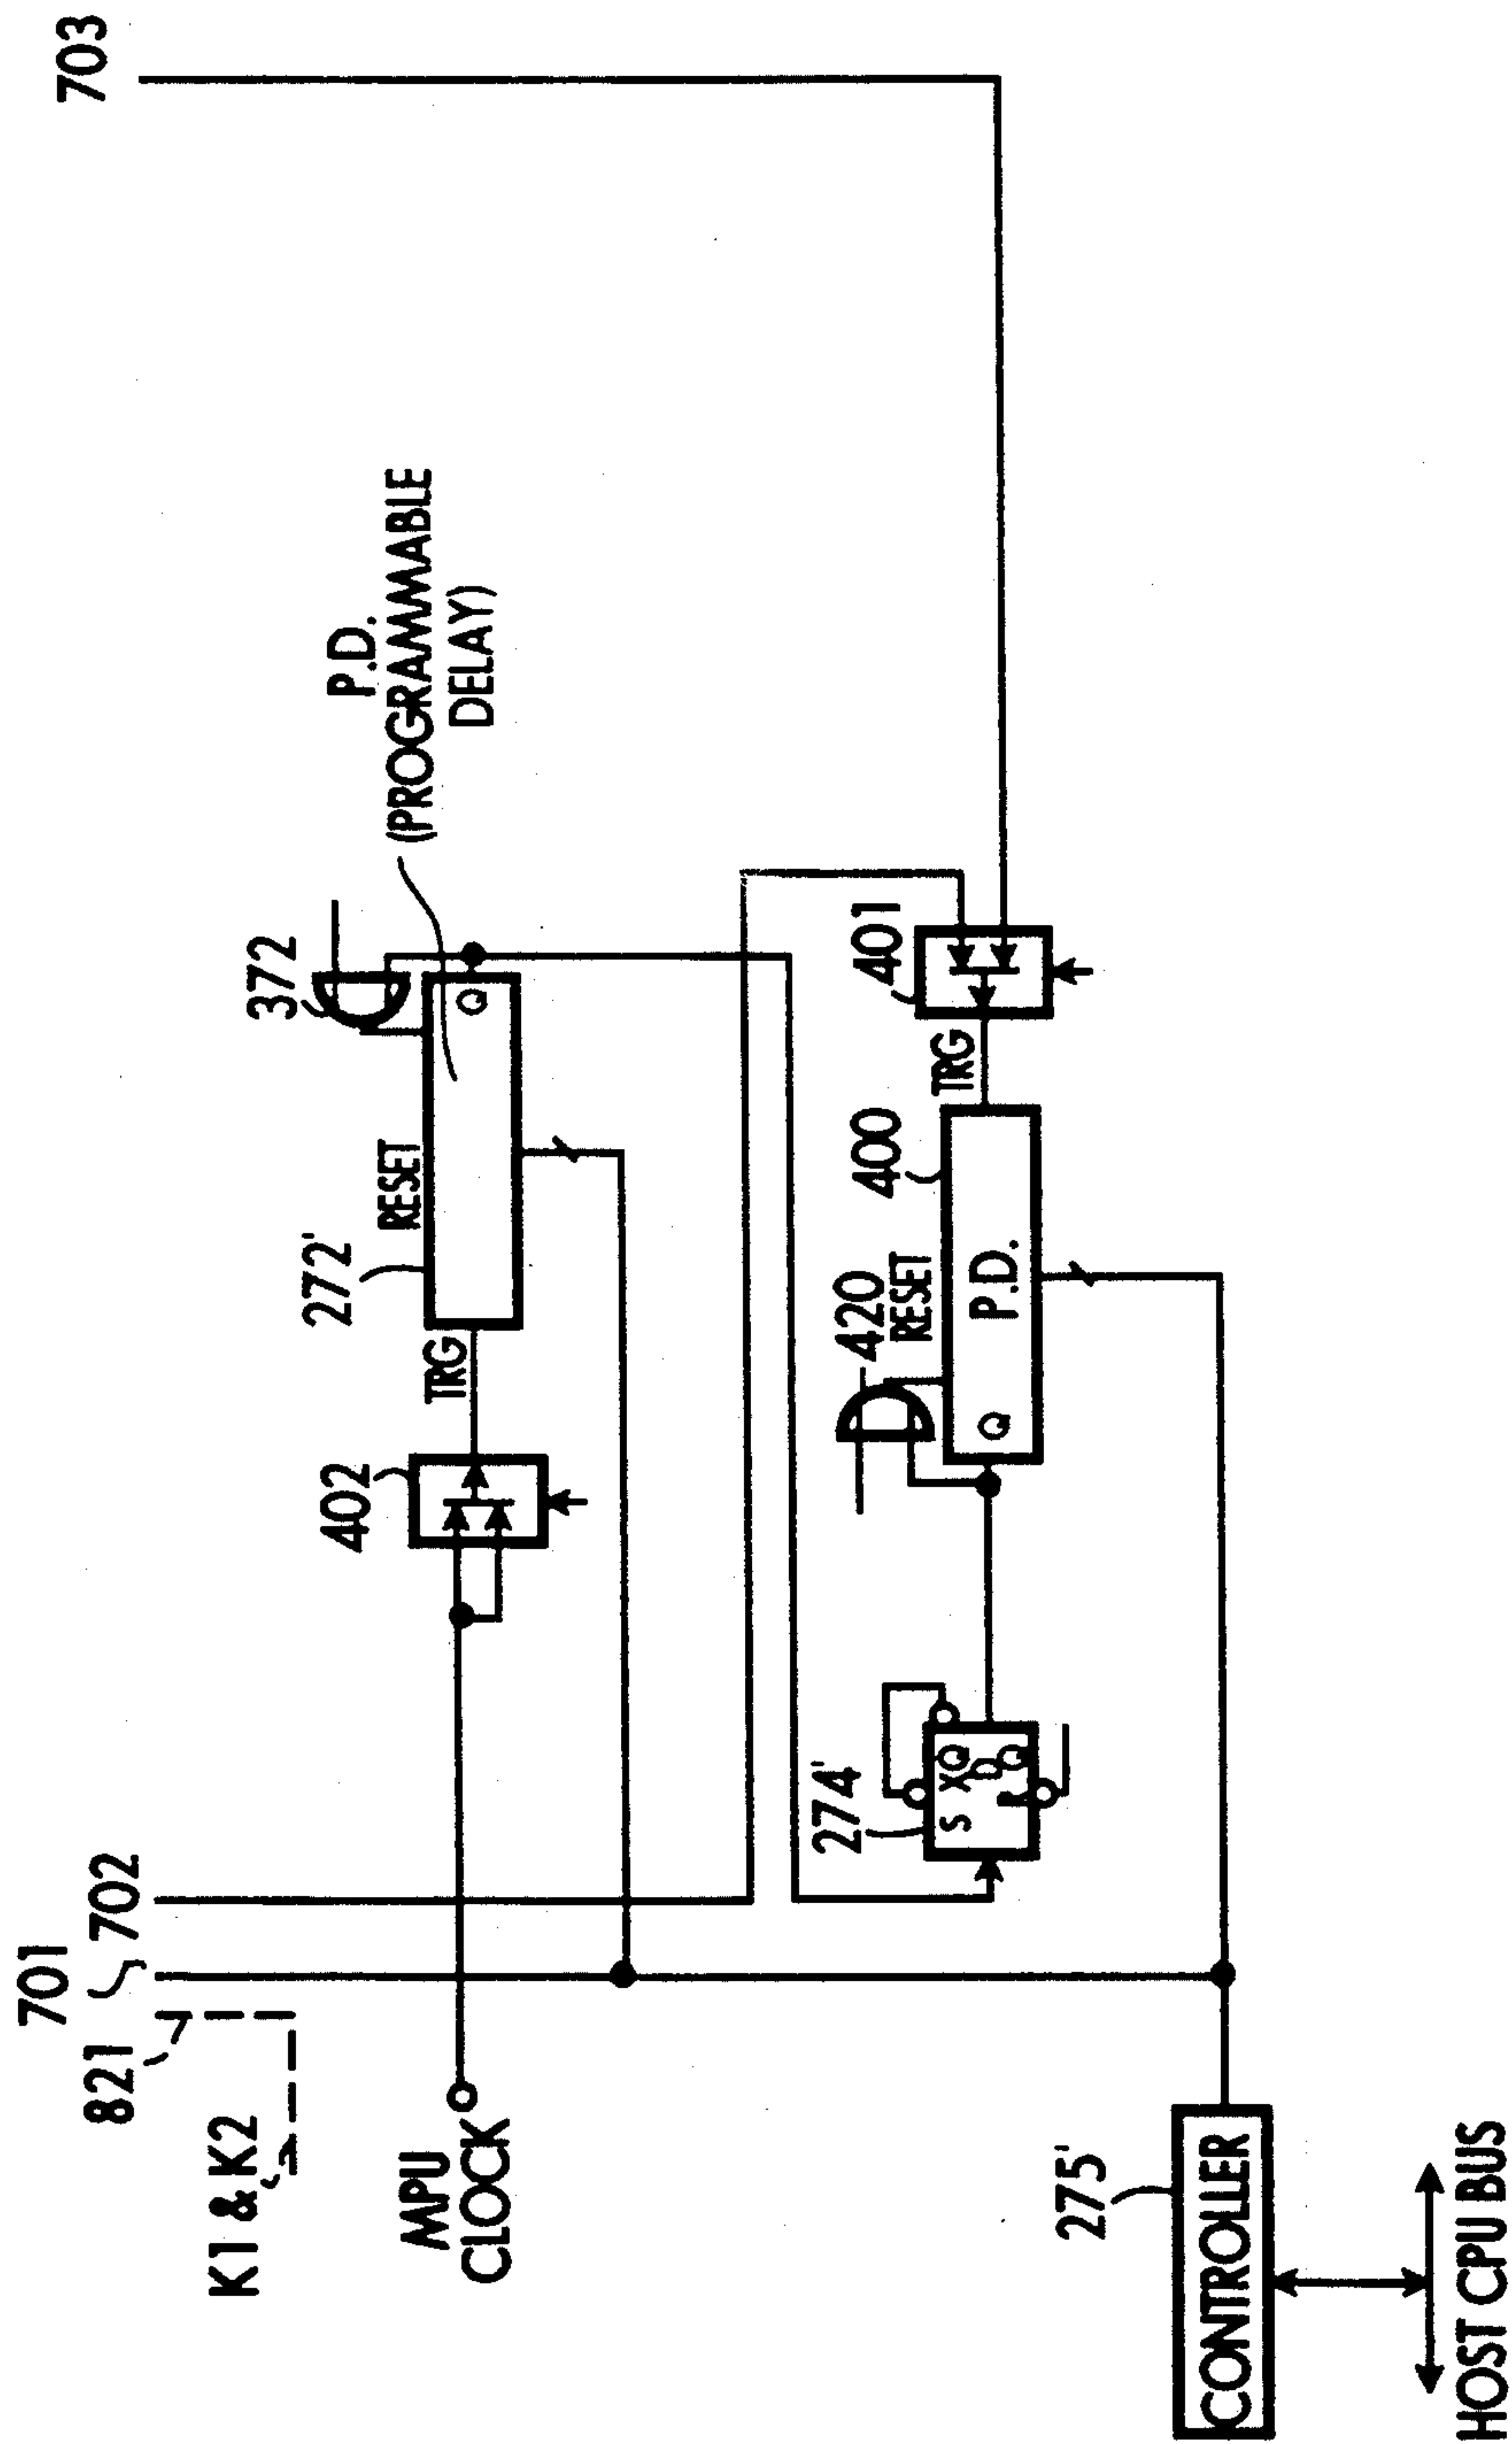 701
702
703
821
K1 & K2
MPU
CLOCK
402
TRG
272'
RESET
Q
372
P.D.
(PROGRAMMABLE
DELAY)
274'
S XQ
D
R Q
420
RESET
Q
P.D.
400
TRG
401
275'
CONTROLLER
HOST CPU BUS